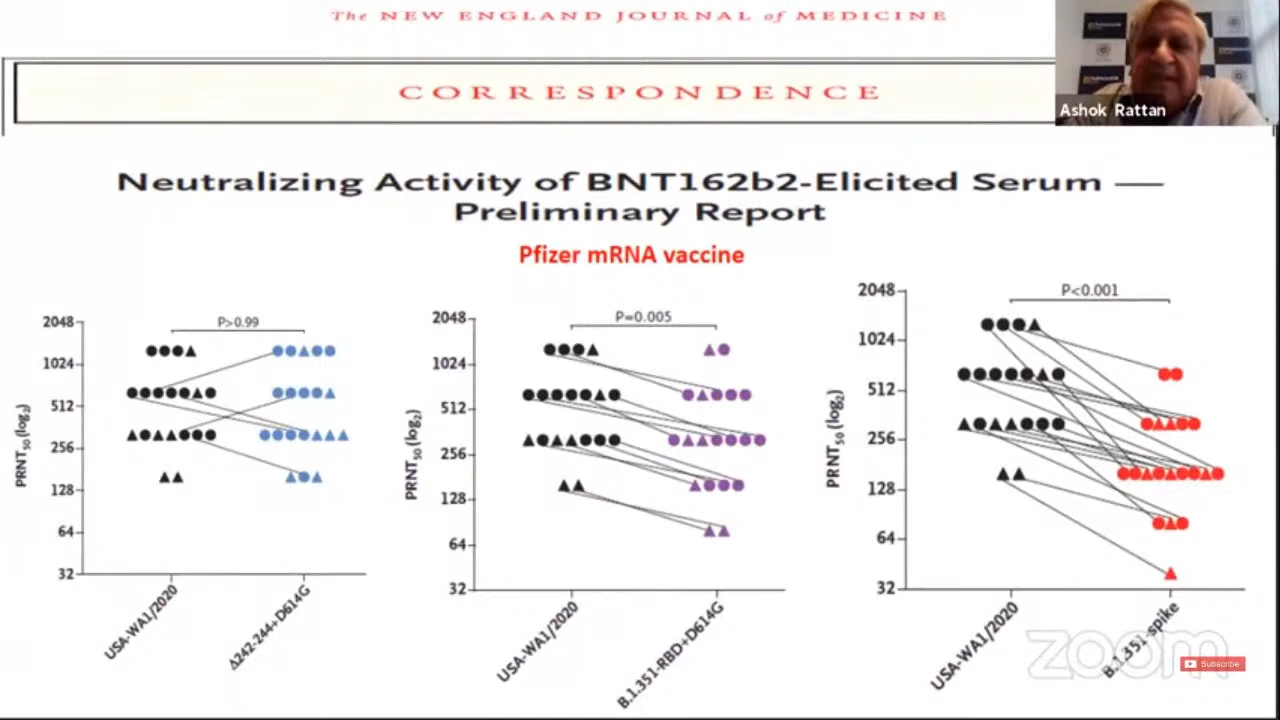 The NEW ENGLAND JOURNAL of MEDICINE
CORRESPONDENCE
Ashok Rattan
Neutralizing Activity of BNT162b2-Elicited Serum —
Preliminary Report
Pfizer mRNA vaccine
P>0.99
2048
1024
512
256
128
64
32
PRNT50 (log2)
USA-WA1/2020
Δ242-244+D614G
P=0.005
2048
1024
512
256
128
64
32
PRNT50 (log2)
USA-WA1/2020
B.1.351-RBD+D614G
P<0.001
2048
1024
512
256
128
64
32
PRNT50 (log2)
USA-WA1/2020
B.1.351-spike
zoom
Subscribe